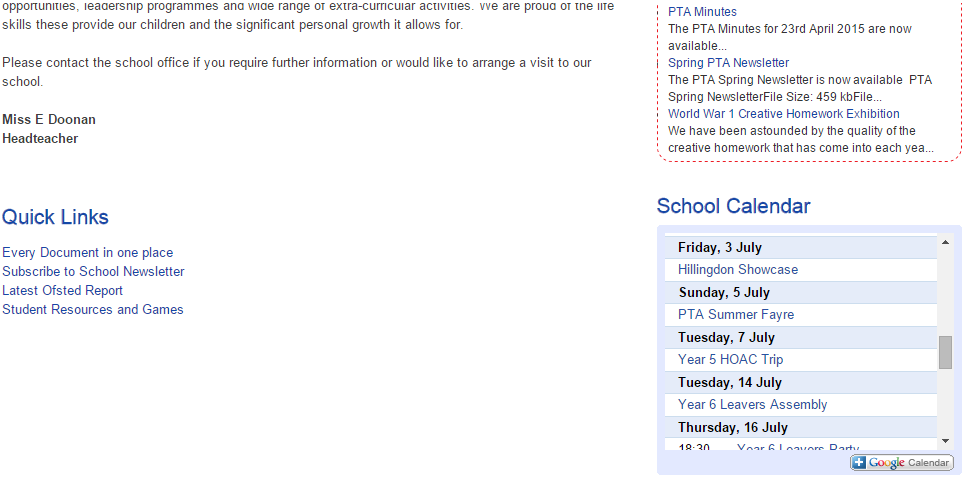 opportunities, leadership programmes and wide range of extra-curricular activities. We are proud of the life
skills these provide our children and the significant personal growth it allows for.
Please contact the school office if you require further information or would like to arrange a visit to our
school.
Miss E Doonan
Headteacher
Quick Links
Every Document in one place
Subscribe to School Newsletter
Latest Ofsted Report
Student Resources and Games
PTA Minutes
The PTA Minutes for 23rd April 2015 are now
available...
Spring PTA Newsletter
The PTA Spring Newsletter is now available PTA
Spring NewsletterFile Size: 459 kbFile...
World War 1 Creative Homework Exhibition
We have been astounded by the quality of the
creative homework that has come into each yea...
School Calendar
Friday, 3 July
Hillingdon Showcase
Sunday, 5 July
PTA Summer Fayre
Tuesday, 7 July
Year 5 HOAC Trip
Tuesday, 14 July
Year 6 Leavers Assembly
Thursday, 16 July
18:30 Year 6 Leavers Party
Google Calendar